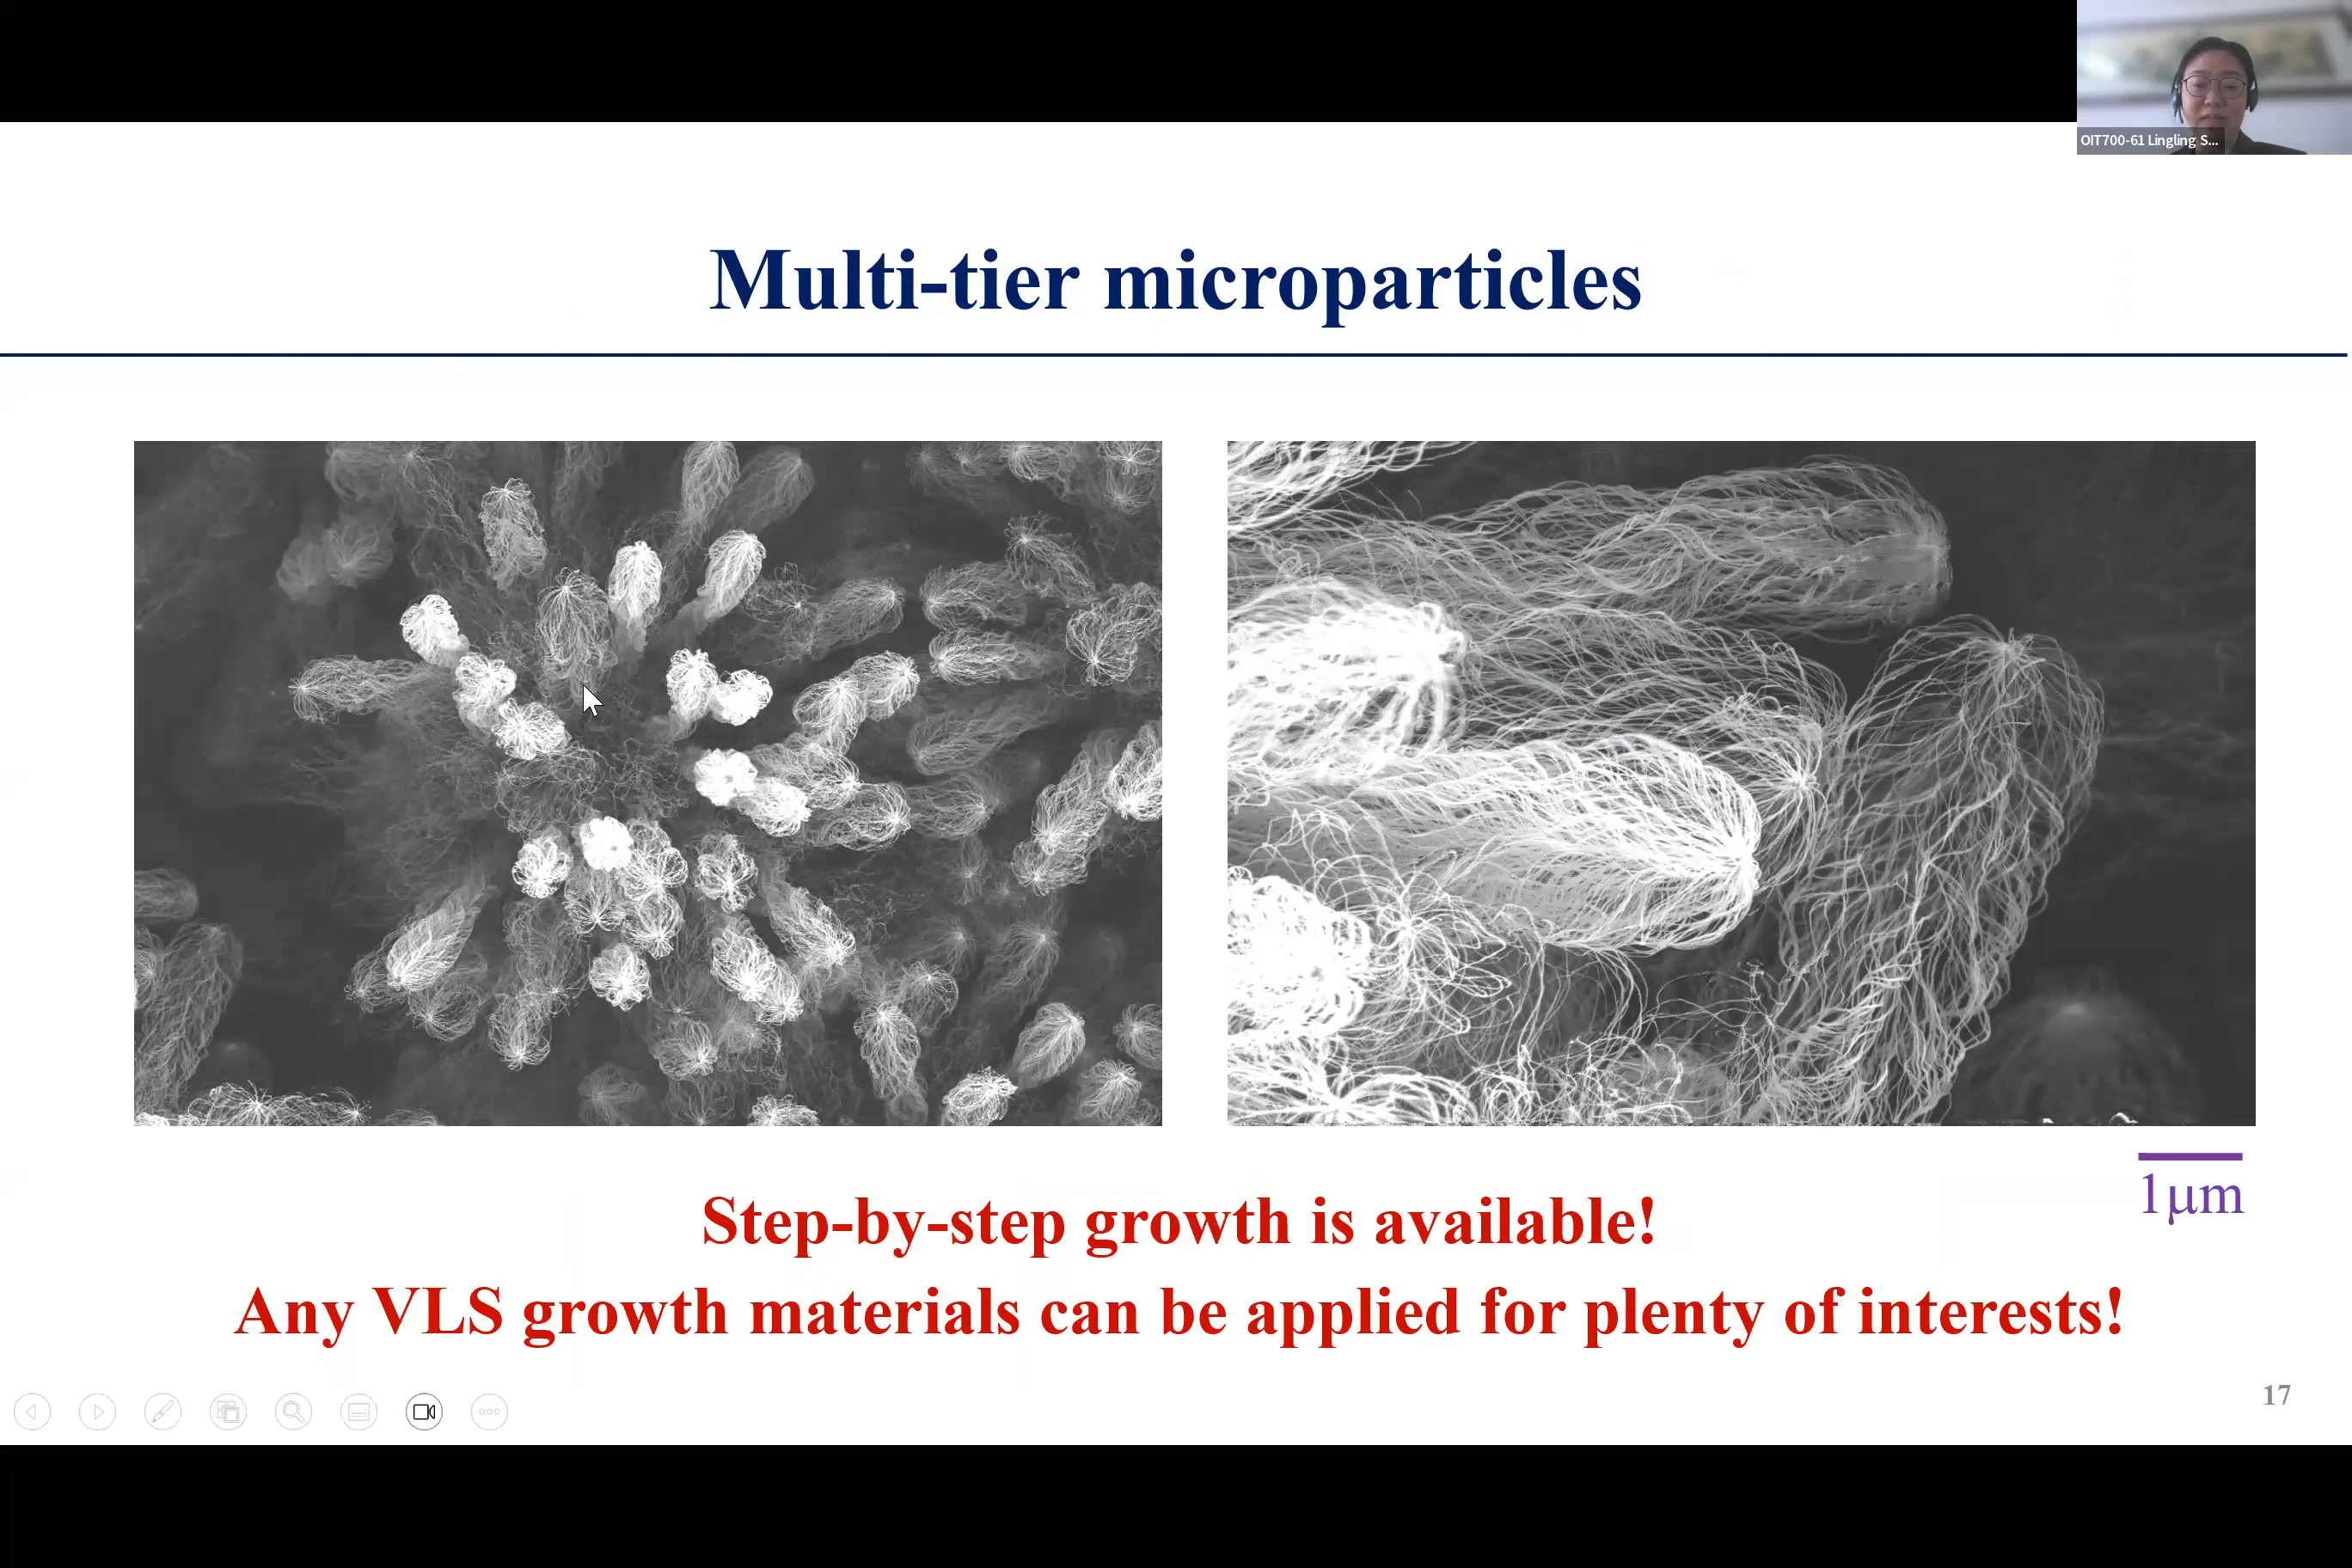 OIT700-61 Lingling S...
Multi-tier microparticles
1μm
Step-by-step growth is available!
Any VLS growth materials can be applied for plenty of interests!
17